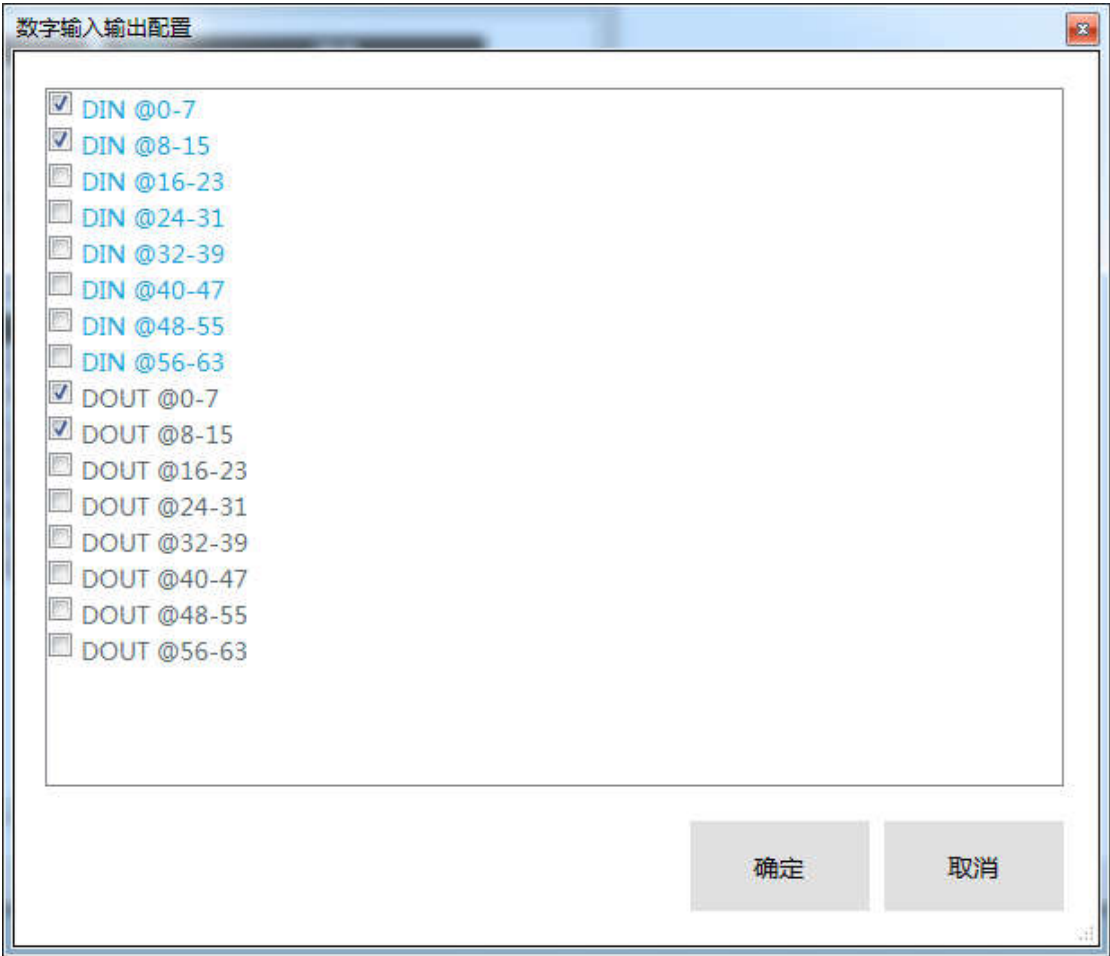 数字输入输出配置
DIN @0-7
DIN @8-15
DIN @16-23
DIN @24-31
DIN @32-39
DIN @40-47
DIN @48-55
DIN @56-63
DOUT @0-7
DOUT @8-15
DOUT @16-23
DOUT @24-31
DOUT @32-39
DOUT @40-47
DOUT @48-55
DOUT @56-63
确定 取消